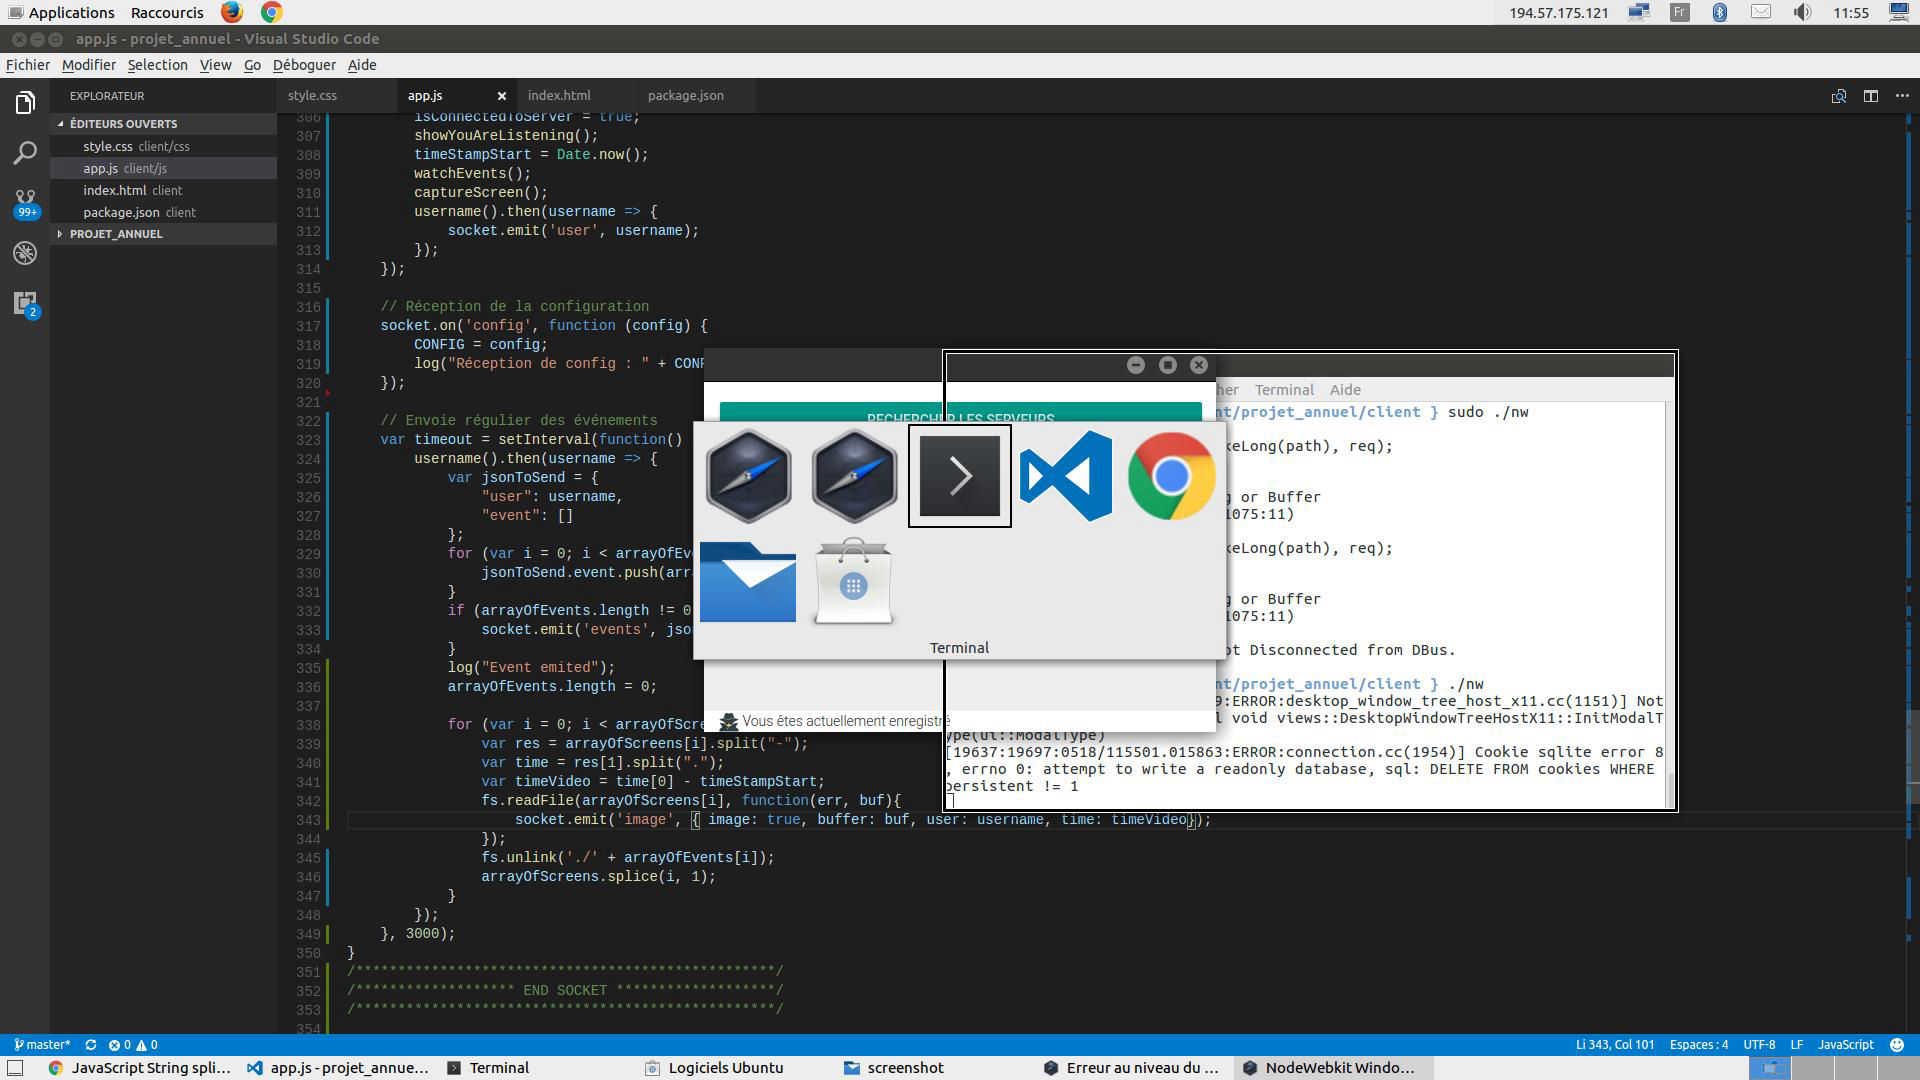 Applications Raccourcis 194.57.175.121 Fr 11:55
app.js - projet_annuel - Visual Studio Code
Fichier Modifier Selection View Go Déboguer Aide
EXPLORATEUR
ÉDITEURS OUVERTS
style.css client/css
app.js client/js
index.html client
package.json client
PROJET_ANNUEL
99+
2
style.css app.js index.html package.json
306 isConnectedToServer = true;
307 showYouAreListening();
308 timeStampStart = Date.now();
309 watchEvents();
310 captureScreen();
311 username().then(username => {
312 socket.emit('user', username);
313 });
314 });
315
316 // Réception de la configuration
317 socket.on('config', function (config) {
318 CONFIG = config;
319 log("Réception de config : " + CONF
320 });
321
322 // Envoie régulier des événements
323 var timeout = setInterval(function()
324 username().then(username => {
325 var jsonToSend = {
326 "user": username,
327 "event": []
328 };
329 for (var i = 0; i < arrayOfEv
330 jsonToSend.event.push(arr
331 }
332 if (arrayOfEvents.length != 0
333 socket.emit('events', jso
334 }
335 log("Event emited");
336 arrayOfEvents.length = 0;
337
338 for (var i = 0; i < arrayOfScre
339 var res = arrayOfScreens[i].split("-");
340 var time = res[1].split(".");
341 var timeVideo = time[0] - timeStampStart;
342 fs.readFile(arrayOfScreens[i], function(err, buf){
343 socket.emit('image', { image: true, buffer: buf, user: username, time: timeVideo});
344 });
345 fs.unlink('./' + arrayOfEvents[i]);
346 arrayOfScreens.splice(i, 1);
347 }
348 });
349 }, 3000);
350 }
351 /**************************************************/
352 /******************* END SOCKET *******************/
353 /**************************************************/
354
RECHERCHER LES SERVEURS
Terminal
Vous êtes actuellement enregistré
her Terminal Aide
nt/projet_annuel/client } sudo ./nw
keLong(path), req);
g or Buffer
1075:11)
keLong(path), req);
g or Buffer
1075:11)
ot Disconnected from DBus.
nt/projet_annuel/client } ./nw
9:ERROR:desktop_window_tree_host_x11.cc(1151)] Not
l void views::DesktopWindowTreeHostX11::InitModalT
ype(ui::ModalType)
[19637:19697:0518/115501.015863:ERROR:connection.cc(1954)] Cookie sqlite error 8
, errno 0: attempt to write a readonly database, sql: DELETE FROM cookies WHERE
persistent != 1
master* 0 0 Li 343, Col 101 Espaces : 4 UTF-8 LF JavaScript
JavaScript String spli... app.js - projet_annue... Terminal Logiciels Ubuntu screenshot Erreur au niveau du ... NodeWebkit Windo...